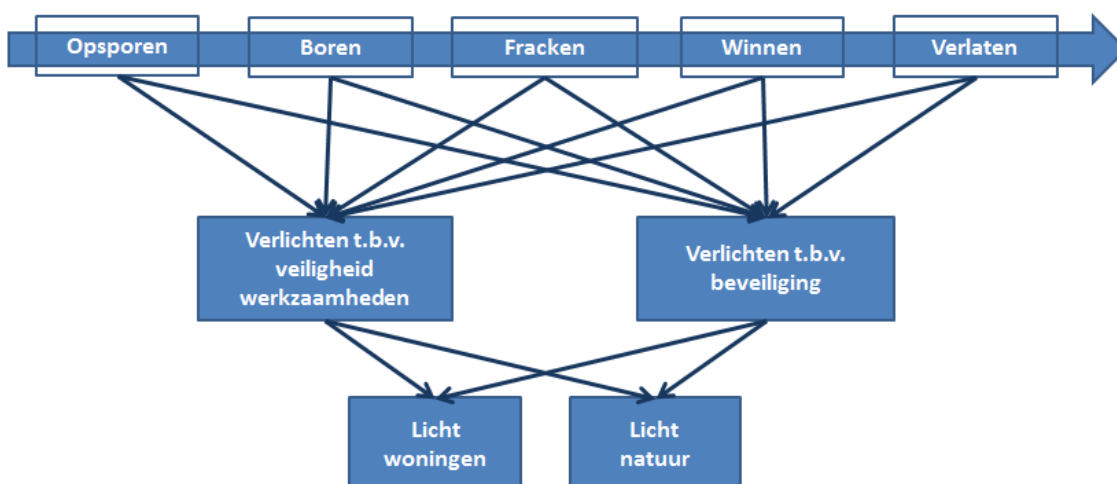 Opsporen
Boren
Fracken
Winnen
Verlaten
Verlichten t.b.v.
veiligheid
werkzaamheden
Verlichten t.b.v.
beveiliging
Licht
woningen
Licht
natuur